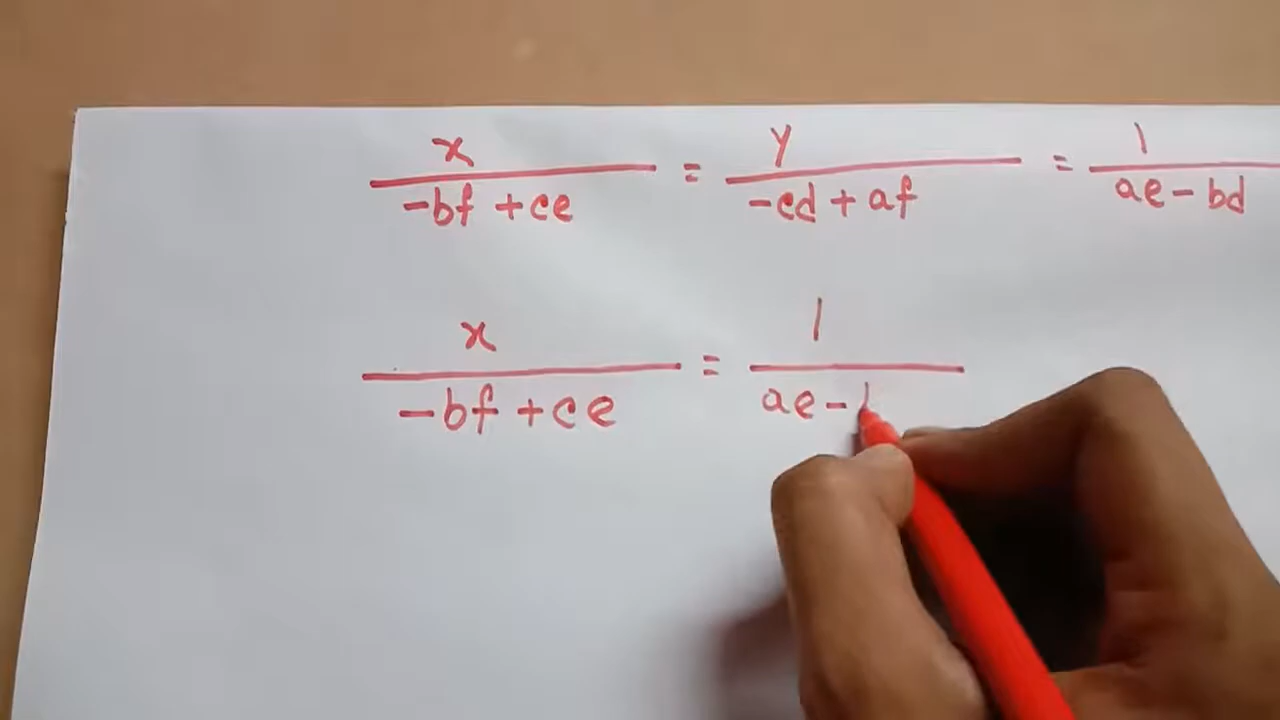 x/(-bf + ce) = y/(-cd + af) = 1/(ae - bd)
x/(-bf + ce) = 1/(ae -